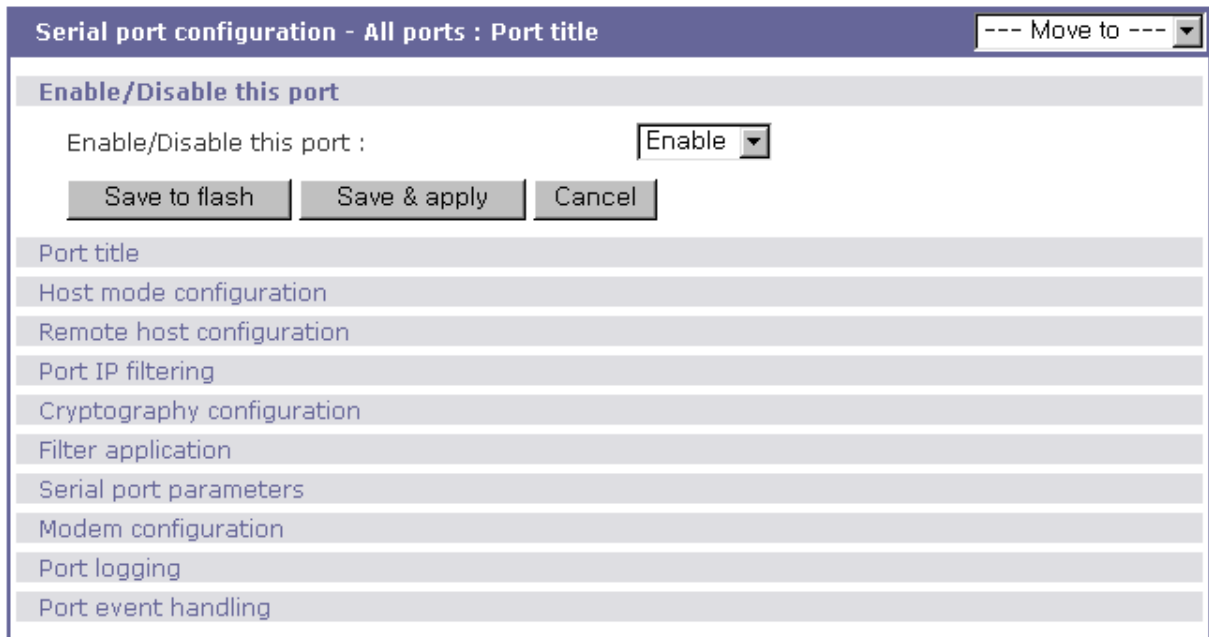 Serial port configuration - All ports : Port title --- Move to ---
Enable/Disable this port
Enable/Disable this port : Enable
Save to flash Save & apply Cancel
Port title
Host mode configuration
Remote host configuration
Port IP filtering
Cryptography configuration
Filter application
Serial port parameters
Modem configuration
Port logging
Port event handling